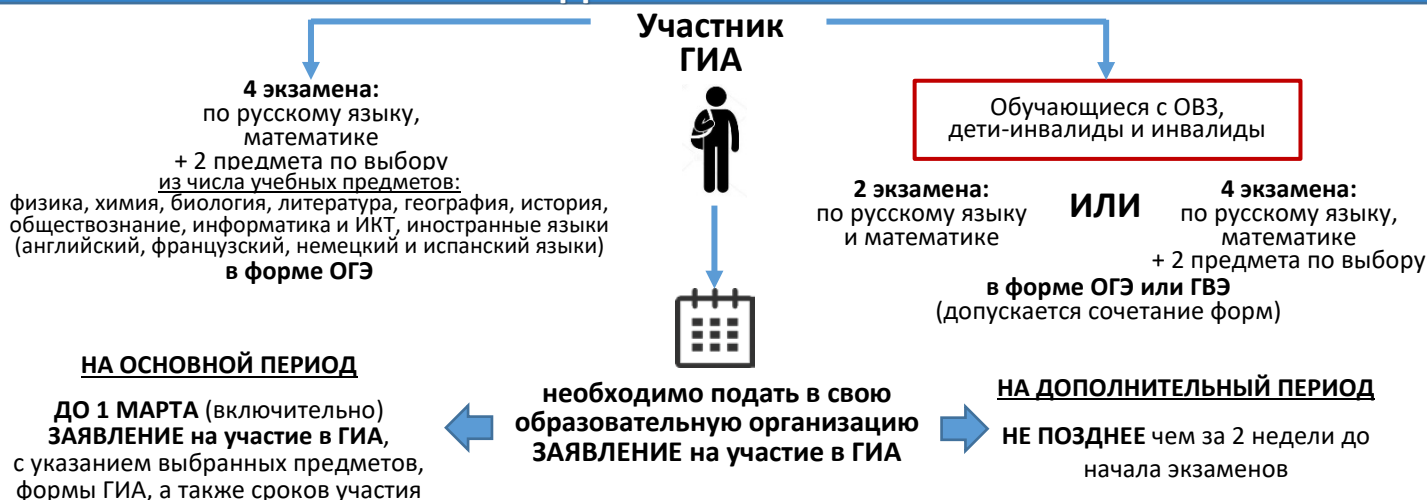 Участник
ГИА
4 экзамена:
по русскому языку,
математике
+ 2 предмета по выбору
из числа учебных предметов:
физика, химия, биология, литература, география, история,
обществознание, информатика и ИКТ, иностранные языки
(английский, французский, немецкий и испанский языки)
в форме ОГЭ
Обучающиеся с ОВЗ,
дети-инвалиды и инвалиды
2 экзамена:
по русскому языку
и математике
ИЛИ
4 экзамена:
по русскому языку,
математике
+ 2 предмета по выбору
в форме ОГЭ или ГВЭ
(допускается сочетание форм)
НА ОСНОВНОЙ ПЕРИОД
ДО 1 МАРТА (включительно)
ЗАЯВЛЕНИЕ на участие в ГИА,
с указанием выбранных предметов,
формы ГИА, а также сроков участия
необходимо подать в свою
образовательную организацию
ЗАЯВЛЕНИЕ на участие в ГИА
НА ДОПОЛНИТЕЛЬНЫЙ ПЕРИОД
НЕ ПОЗДНЕЕ чем за 2 недели до
начала экзаменов